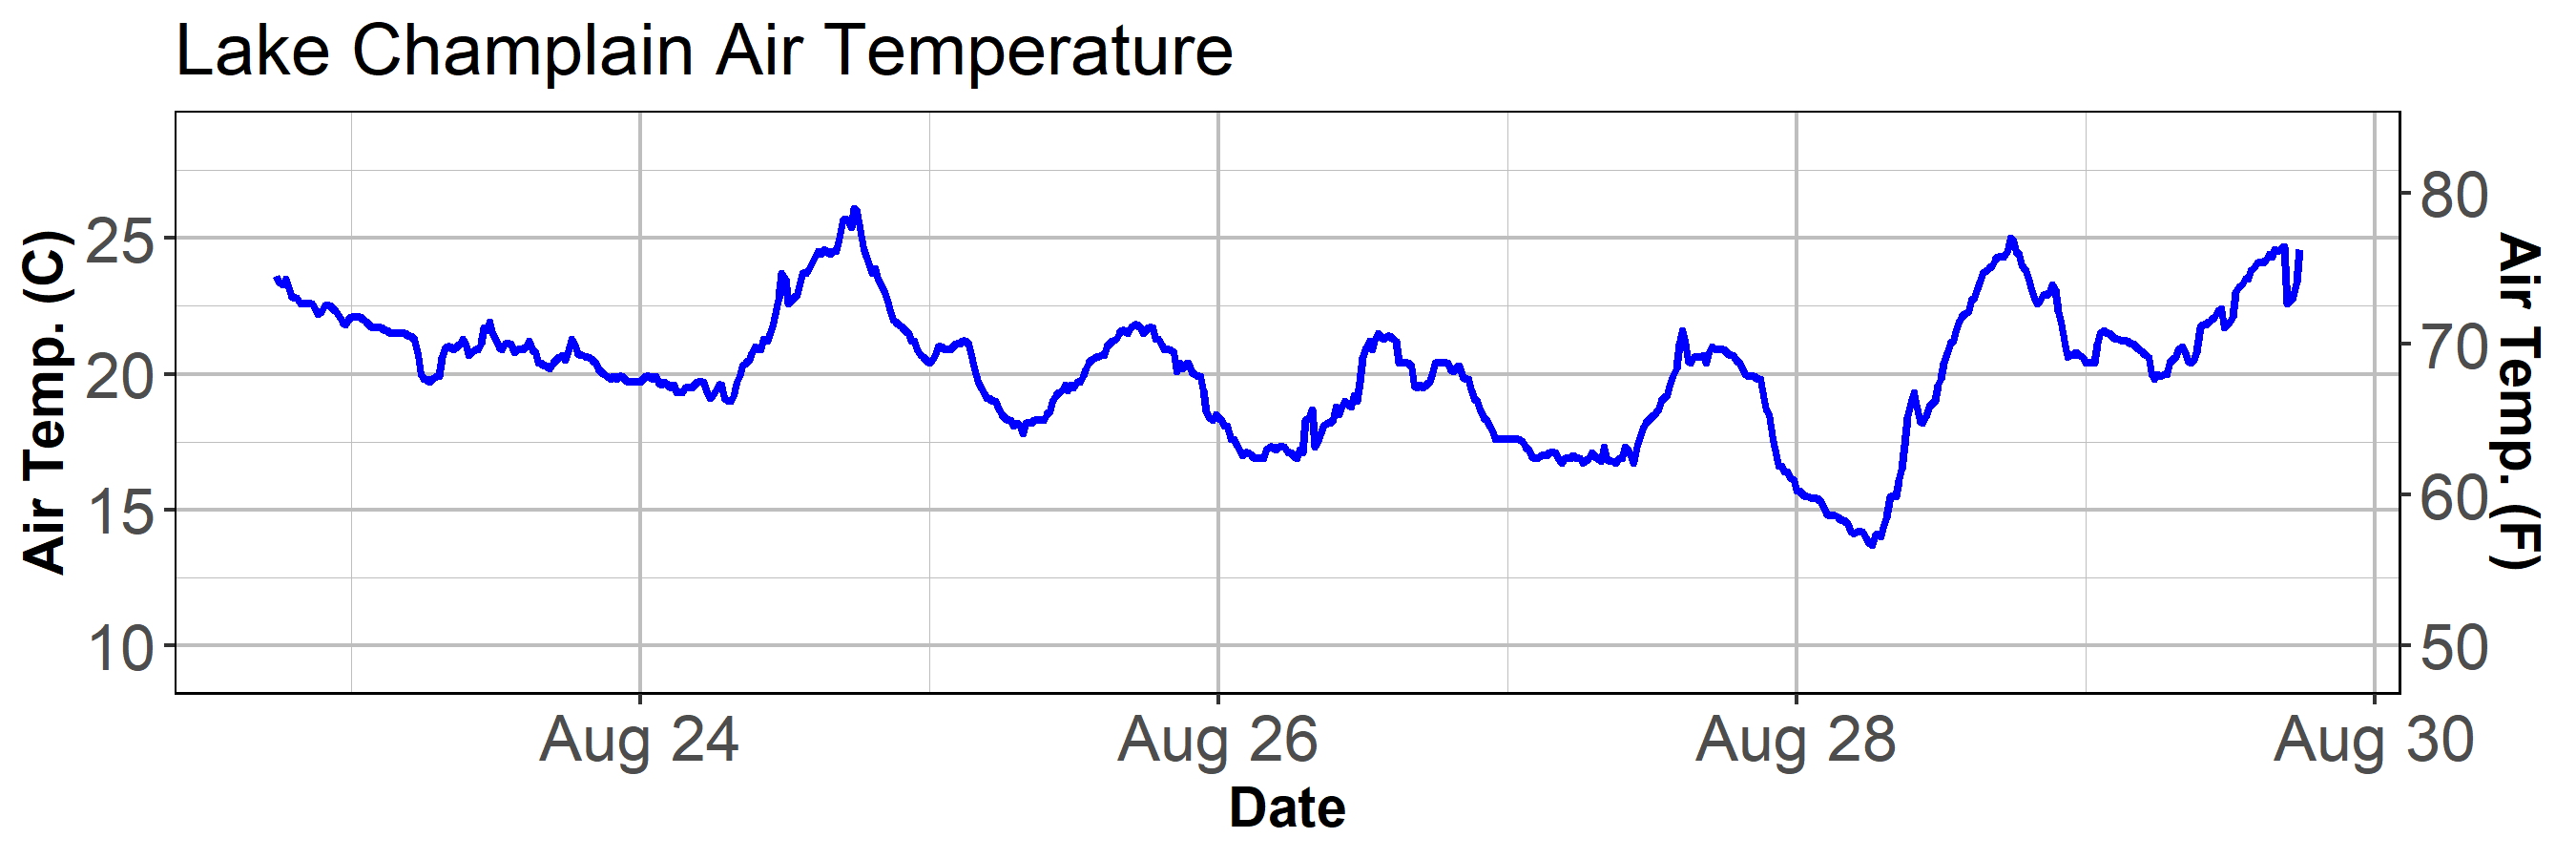 Lake Champlain Air Temperature
Air Temp. (C)
25
20
15
10
80
70
60
50
Air Temp. (F)
Aug 24
Aug 26
Aug 28
Aug 30
Date